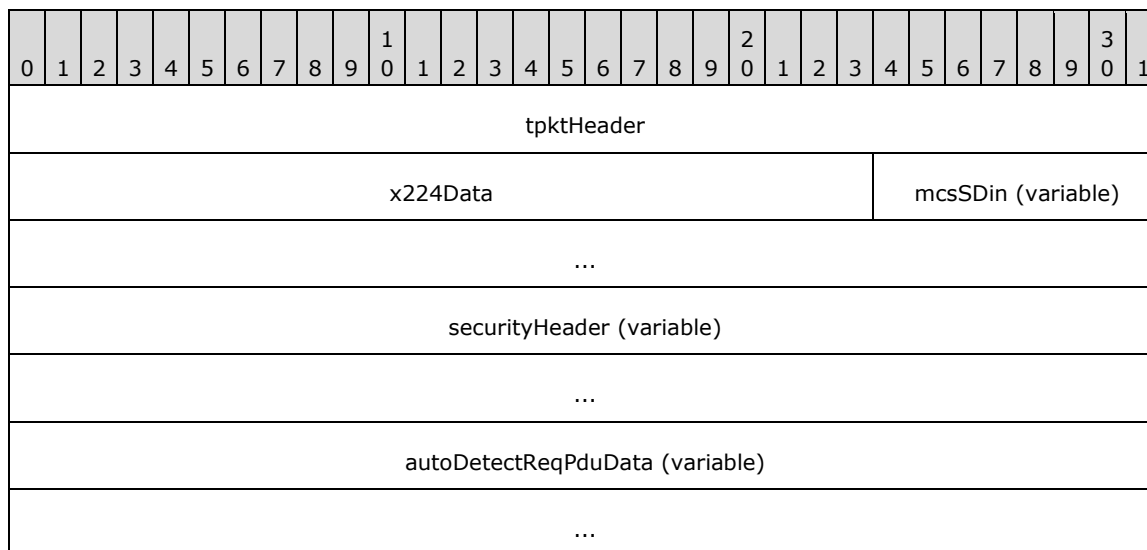 1 2 3
0 1 2 3 4 5 6 7 8 9 0 1 2 3 4 5 6 7 8 9 0 1 2 3 4 5 6 7 8 9 0 1
tpktHeader
x224Data mcsSDin (variable)
...
securityHeader (variable)
...
autoDetectReqPduData (variable)
...